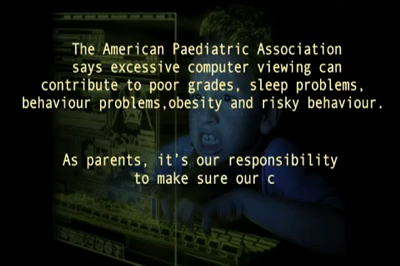 The American Paediatric Association
says excessive computer viewing can
contribute to poor grades, sleep problems,
behaviour problems,obesity and risky behaviour.
As parents, it's our responsibility
to make sure our c